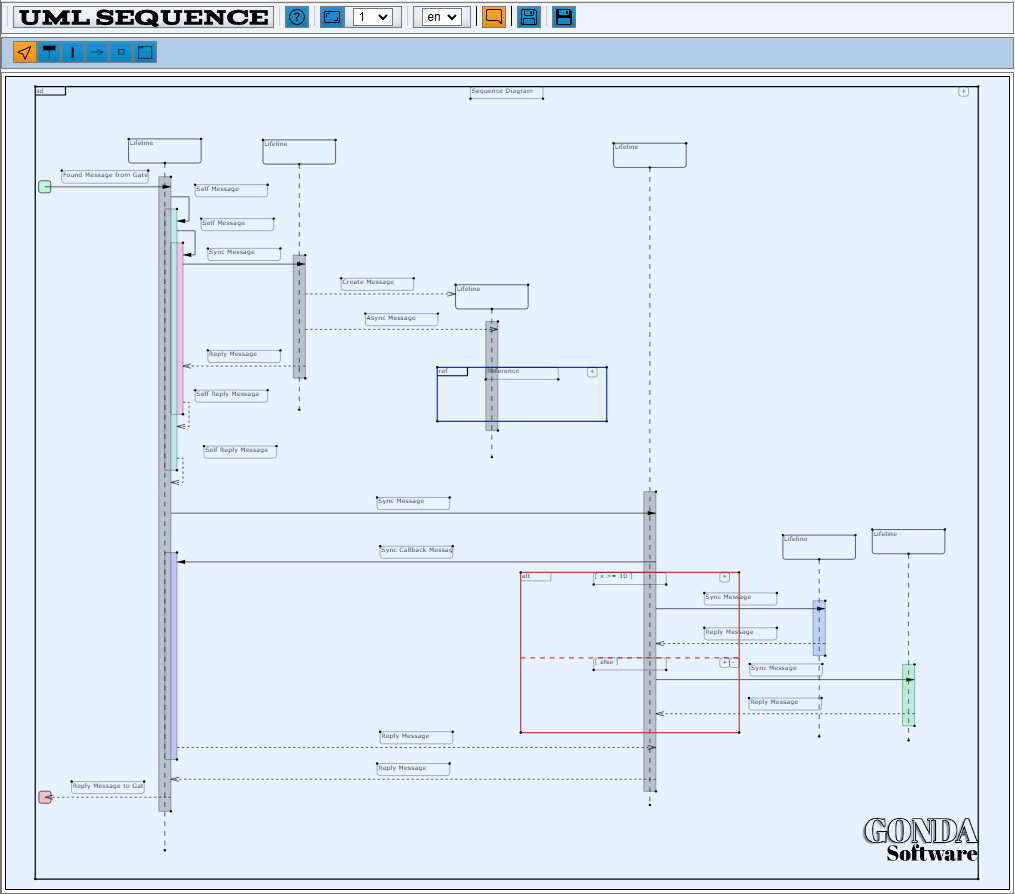 UML SEQUENCE
?
1
en
sd
Sequence Diagram
+
Lifeline
Lifeline
Lifeline
Found Message from Gate
Self Message
Self Message
Sync Message
Create Message
Lifeline
Async Message
Reply Message
ref
Reference
+
Self Reply Message
Self Reply Message
Sync Message
Lifeline
Lifeline
Sync Callback Messag
alt
[ x >= 10 ]
+
Sync Message
Reply Message
[ else ]
+
-
Sync Message
Reply Message
Reply Message
Reply Message
Reply Message to Gat
GONDA
Software